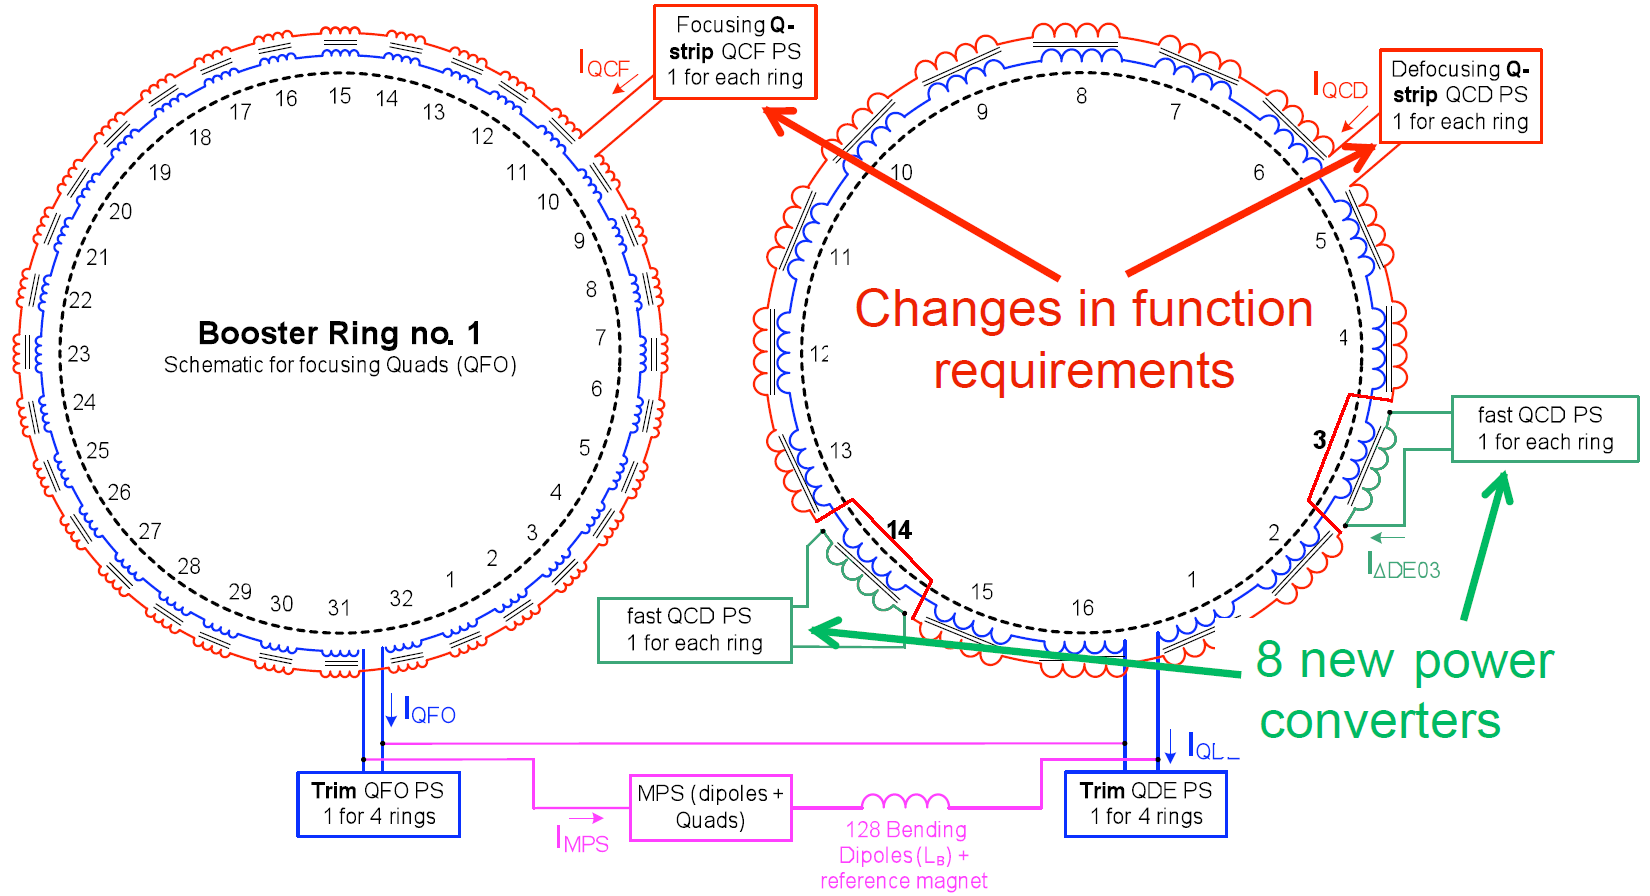 Focusing Q-
strip QCF PS
1 for each ring
I QCF
Defocusing Q-
strip QCD PS
1 for each ring
I QCD
17
16
15
14
13
12
11
10
9
8
7
6
5
4
3
2
1
32
31
30
29
28
27
26
25
24
23
22
21
20
19
18
Booster Ring no. 1
Schematic for focusing Quads (QFO)
9
8
7
6
5
4
3
2
1
16
15
14
13
12
11
10
Changes in function
requirements
fast QCD PS
1 for each ring
I ΔDE03
fast QCD PS
1 for each ring
8 new power
converters
I QFO
Trim QFO PS
1 for 4 rings
I MPS
MPS (dipoles +
Quads)
128 Bending
Dipoles (L B) +
reference magnet
Trim QDE PS
1 for 4 rings